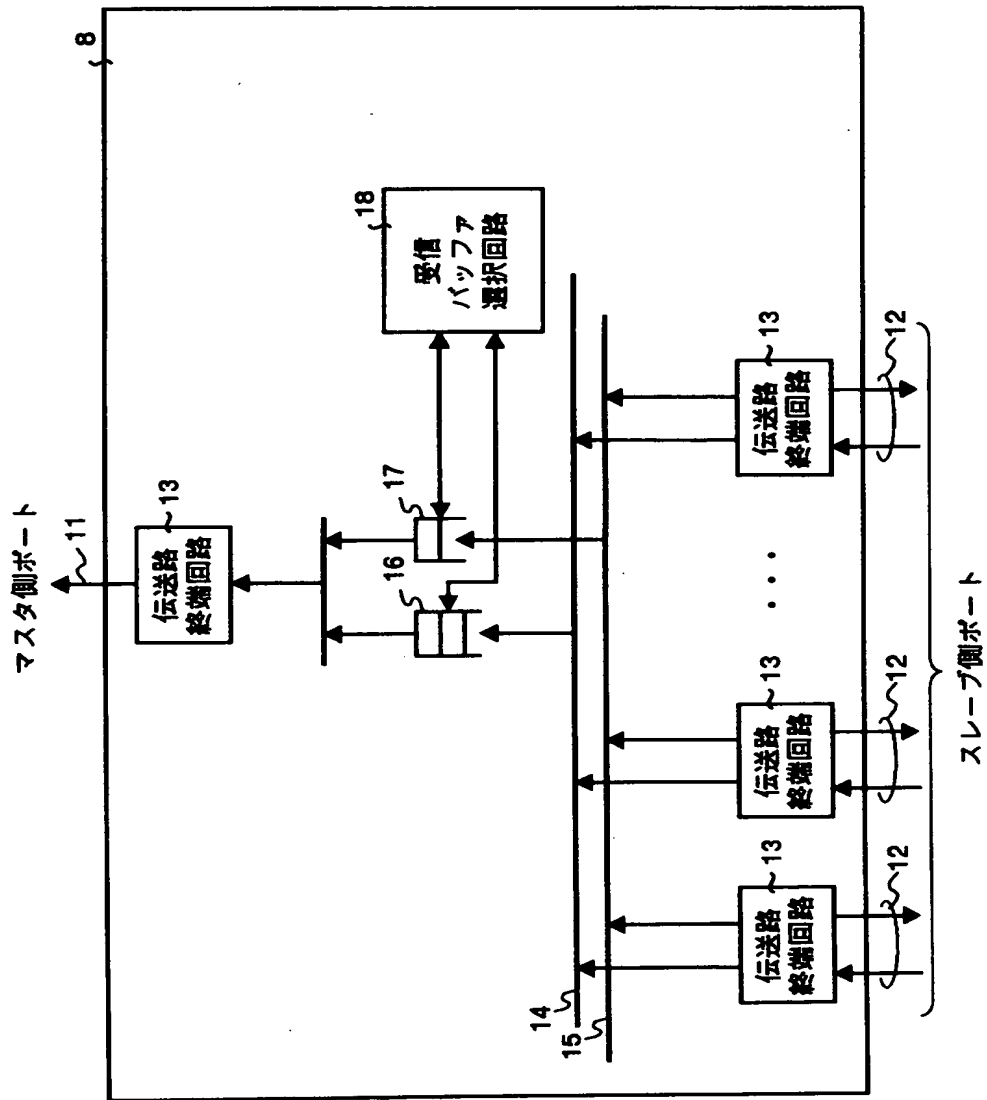 マスタ側ポート
11
8
伝送路
終端回路
13
16
17
18
受信
バッファ
選択回路
14
15
伝送路
終端回路
13
伝送路
終端回路
13
・・・
伝送路
終端回路
13
12
12
12
スレーブ側ポート